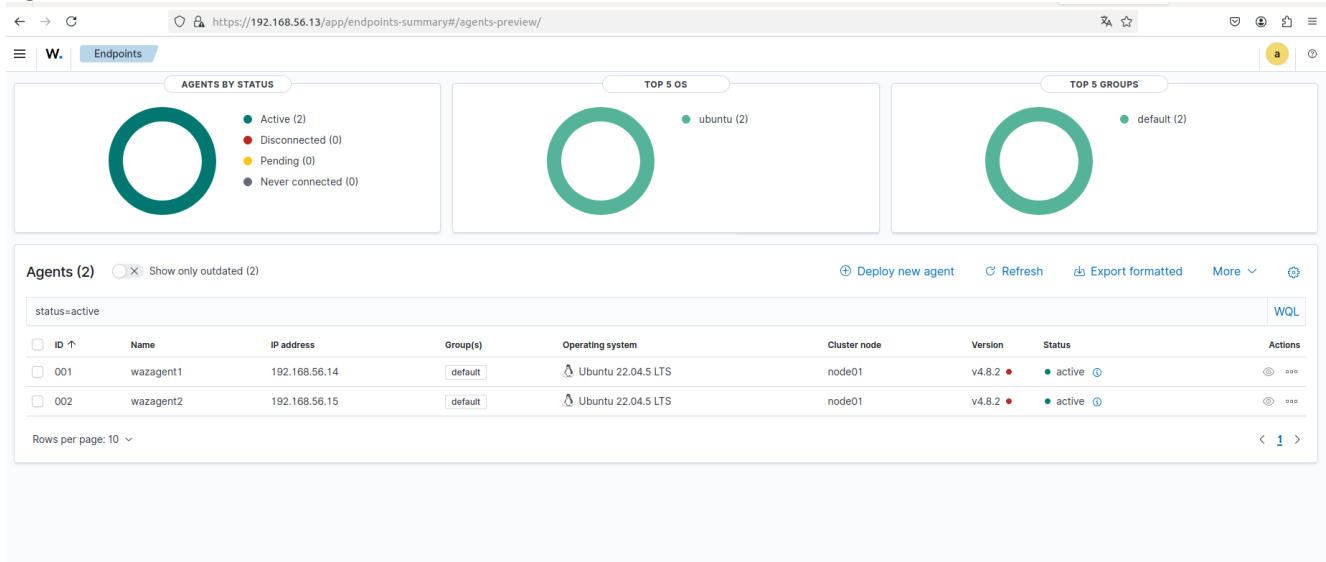 https://192.168.56.13/app/endpoints-summary#/agents-preview/
W. Endpoints a
AGENTS BY STATUS
Active (2)
Disconnected (0)
Pending (0)
Never connected (0)
TOP 5 OS
ubuntu (2)
TOP 5 GROUPS
default (2)
Agents (2) Show only outdated (2) Deploy new agent Refresh Export formatted More
status=active WQL
ID Name IP address Group(s) Operating system Cluster node Version Status Actions
001 wazagent1 192.168.56.14 default Ubuntu 22.04.5 LTS node01 v4.8.2 active
002 wazagent2 192.168.56.15 default Ubuntu 22.04.5 LTS node01 v4.8.2 active
Rows per page: 10 1